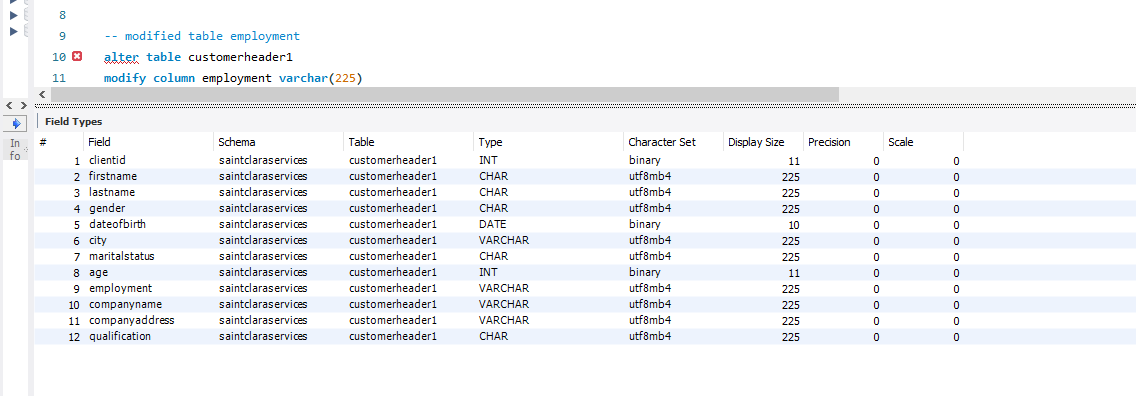 8
9 -- modified table employment
10 alter table customerheader1
11 modify column employment varchar(225)
In
fo
Field Types
# Field Schema Table Type Character Set Display Size Precision Scale
1 clientid saintclaraservices customerheader1 INT binary 11 0 0
2 firstname saintclaraservices customerheader1 CHAR utf8mb4 225 0 0
3 lastname saintclaraservices customerheader1 CHAR utf8mb4 225 0 0
4 gender saintclaraservices customerheader1 CHAR utf8mb4 225 0 0
5 dateofbirth saintclaraservices customerheader1 DATE binary 10 0 0
6 city saintclaraservices customerheader1 VARCHAR utf8mb4 225 0 0
7 maritalstatus saintclaraservices customerheader1 CHAR utf8mb4 225 0 0
8 age saintclaraservices customerheader1 INT binary 11 0 0
9 employment saintclaraservices customerheader1 VARCHAR utf8mb4 225 0 0
10 companyname saintclaraservices customerheader1 VARCHAR utf8mb4 225 0 0
11 companyaddress saintclaraservices customerheader1 VARCHAR utf8mb4 225 0 0
12 qualification saintclaraservices customerheader1 CHAR utf8mb4 225 0 0